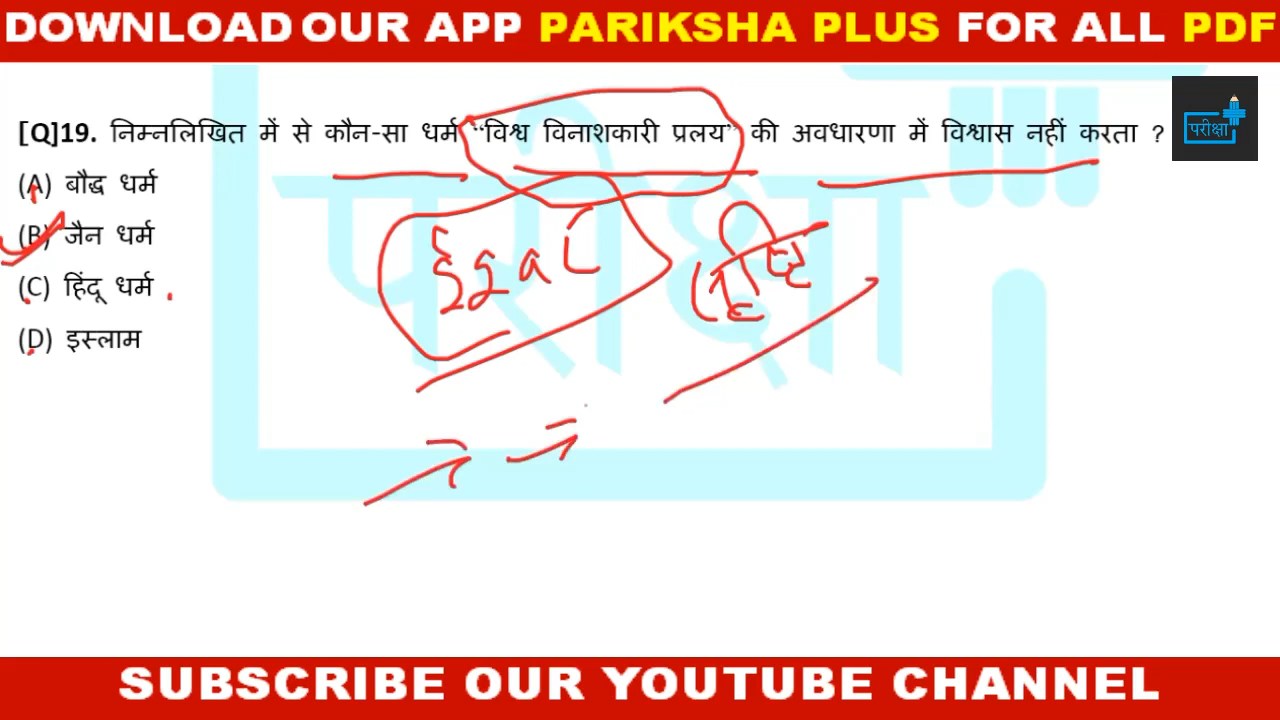 DOWNLOAD OUR APP PARIKSHA PLUS FOR ALL PDF
[Q]19. निम्नलिखित में से कौन-सा धर्म “विश्व विनाशकारी प्रलय” की अवधारणा में विश्वास नहीं करता ?
परीक्षा
(A) बौद्ध धर्म
(B) जैन धर्म
(C) हिंदू धर्म
(D) इस्लाम
परीक्षा
SUBSCRIBE OUR YOUTUBE CHANNEL